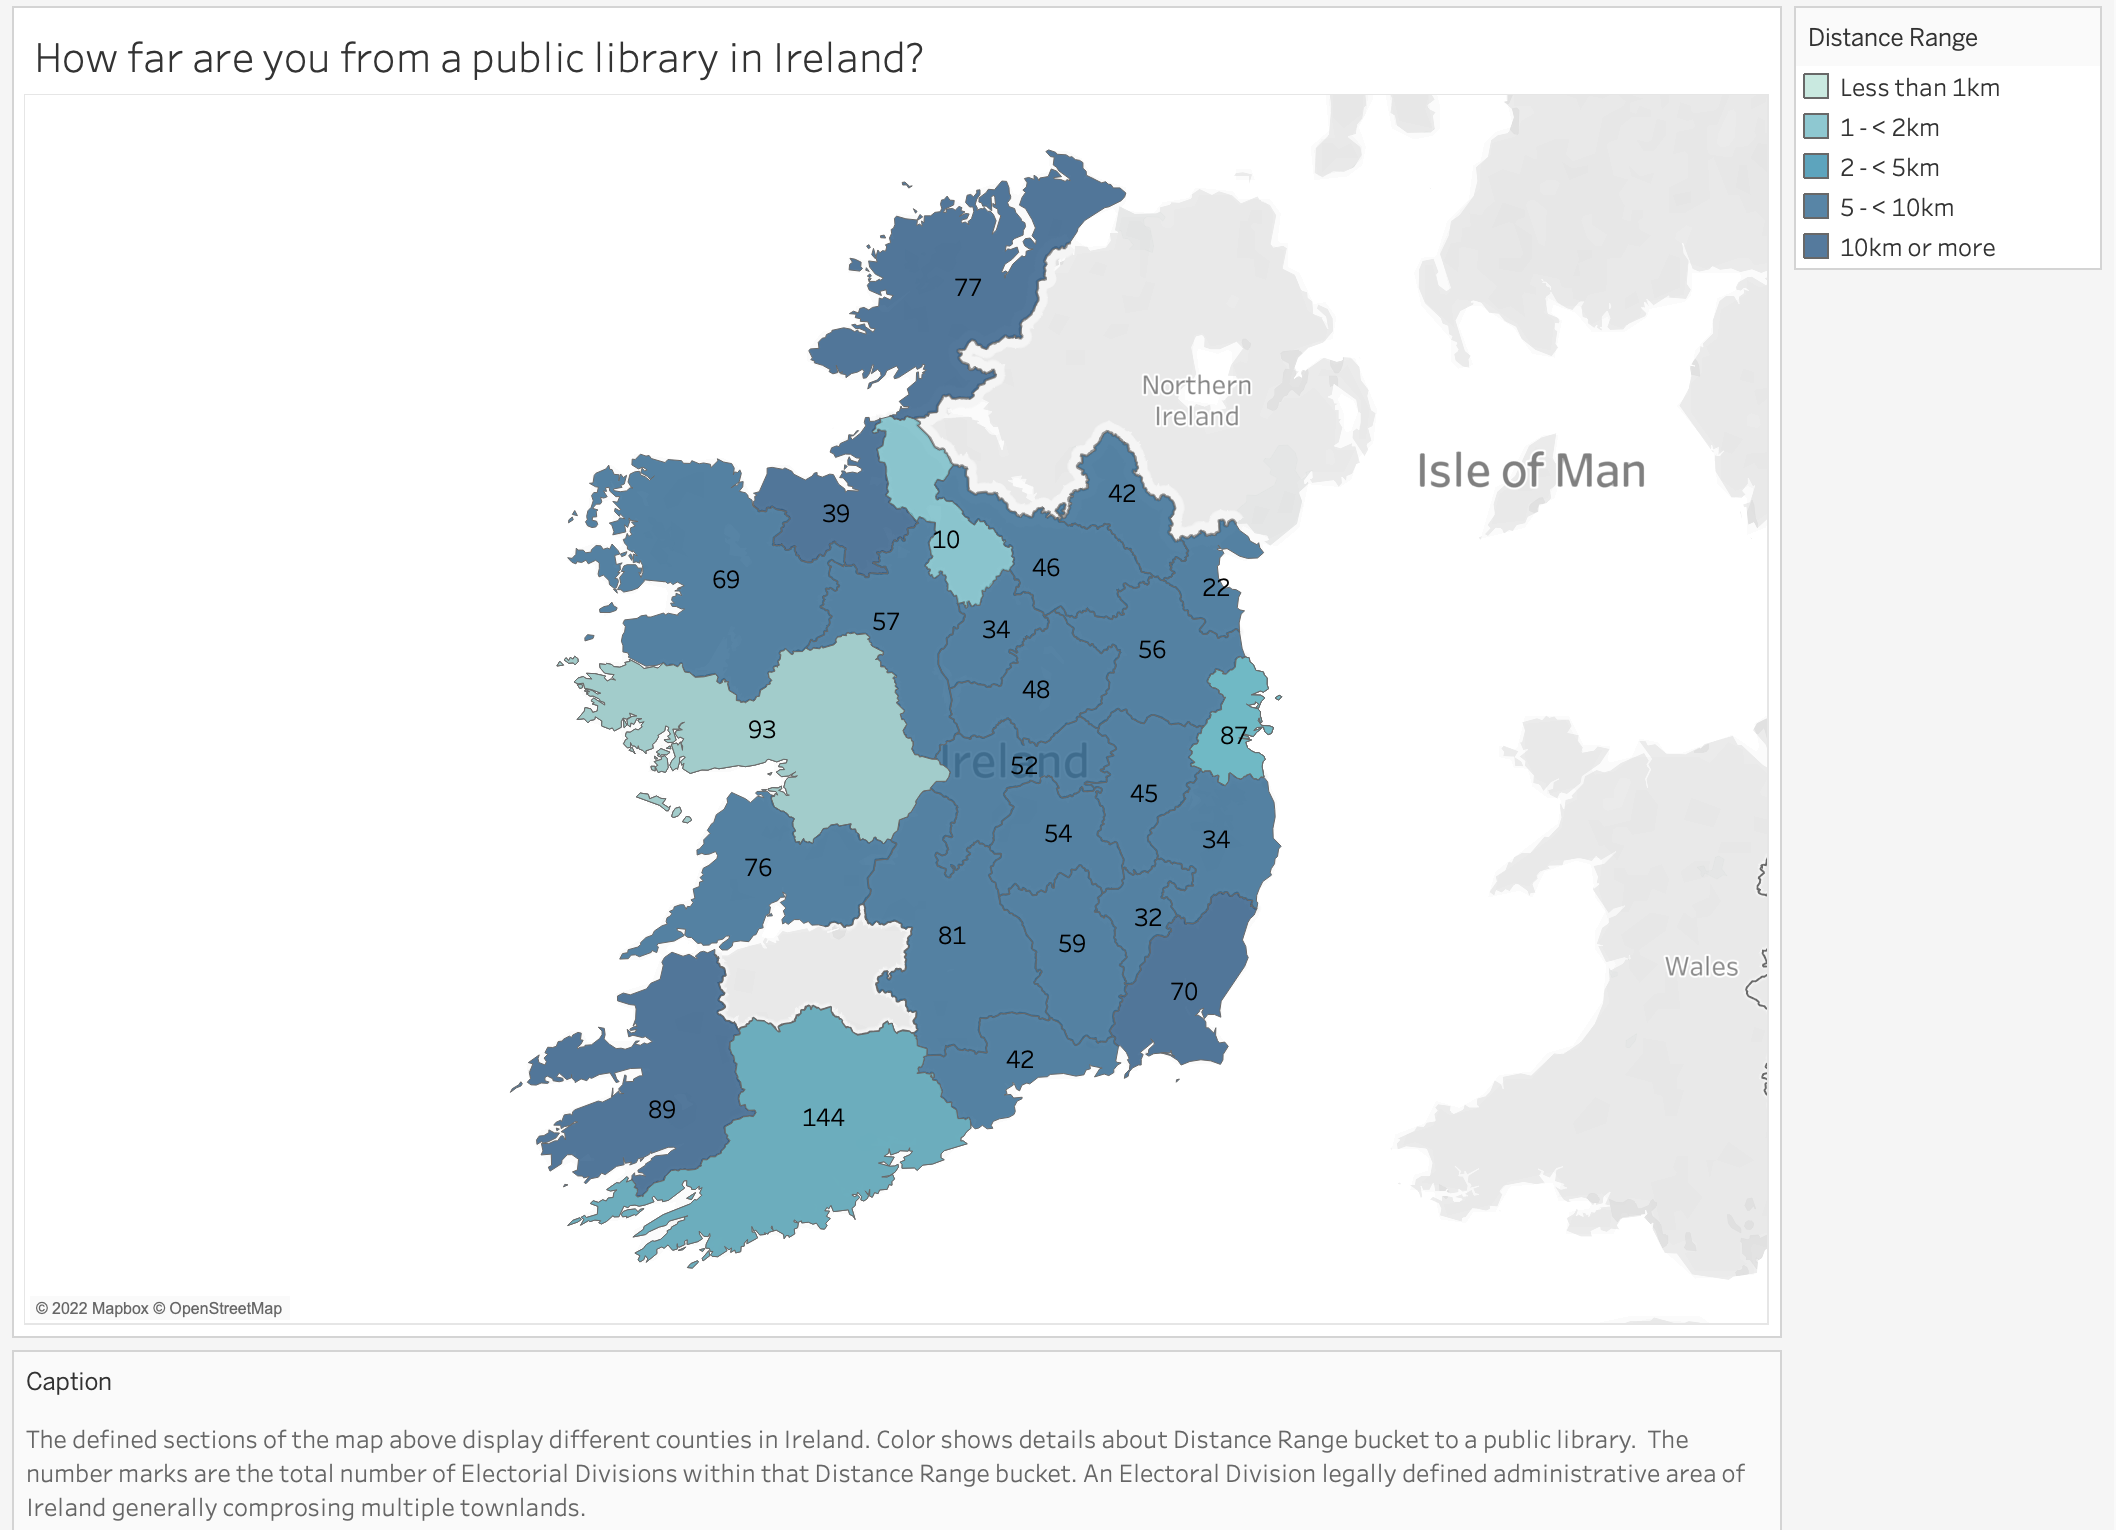 How far are you from a public library in Ireland?
Distance Range
Less than 1km
1 - < 2km
2 - < 5km
5 - < 10km
10km or more
77
Northern
Ireland
Isle of Man
42
39
10
46
69
22
57
34
56
48
93
87
Ireland
52
45
54
34
76
32
81
59
Wales
70
42
89
144
© 2022 Mapbox © OpenStreetMap
Caption
The defined sections of the map above display different counties in Ireland. Color shows details about Distance Range bucket to a public library.  The
number marks are the total number of Electorial Divisions within that Distance Range bucket. An Electoral Division legally defined administrative area of
Ireland generally comprosing multiple townlands.